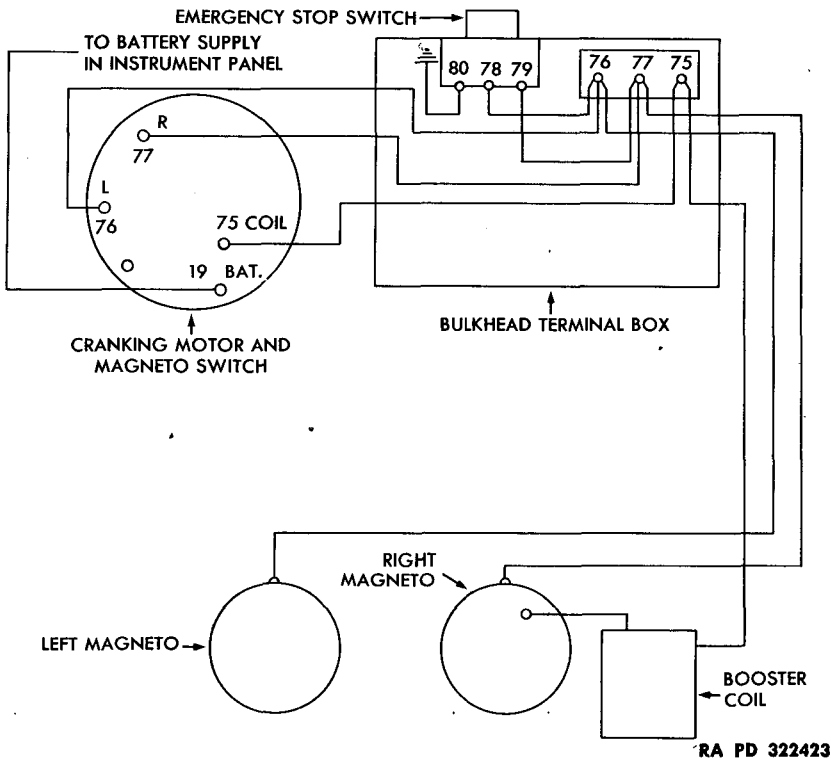 EMERGENCY STOP SWITCH
TO BATTERY SUPPLY
IN INSTRUMENT PANEL
80 78 79
76 77 75
R
77
L
76
75 COIL
19 BAT.
CRANKING MOTOR AND
MAGNETO SWITCH
BULKHEAD TERMINAL BOX
RIGHT
MAGNETO
LEFT MAGNETO
BOOSTER
COIL
RA PD 322423